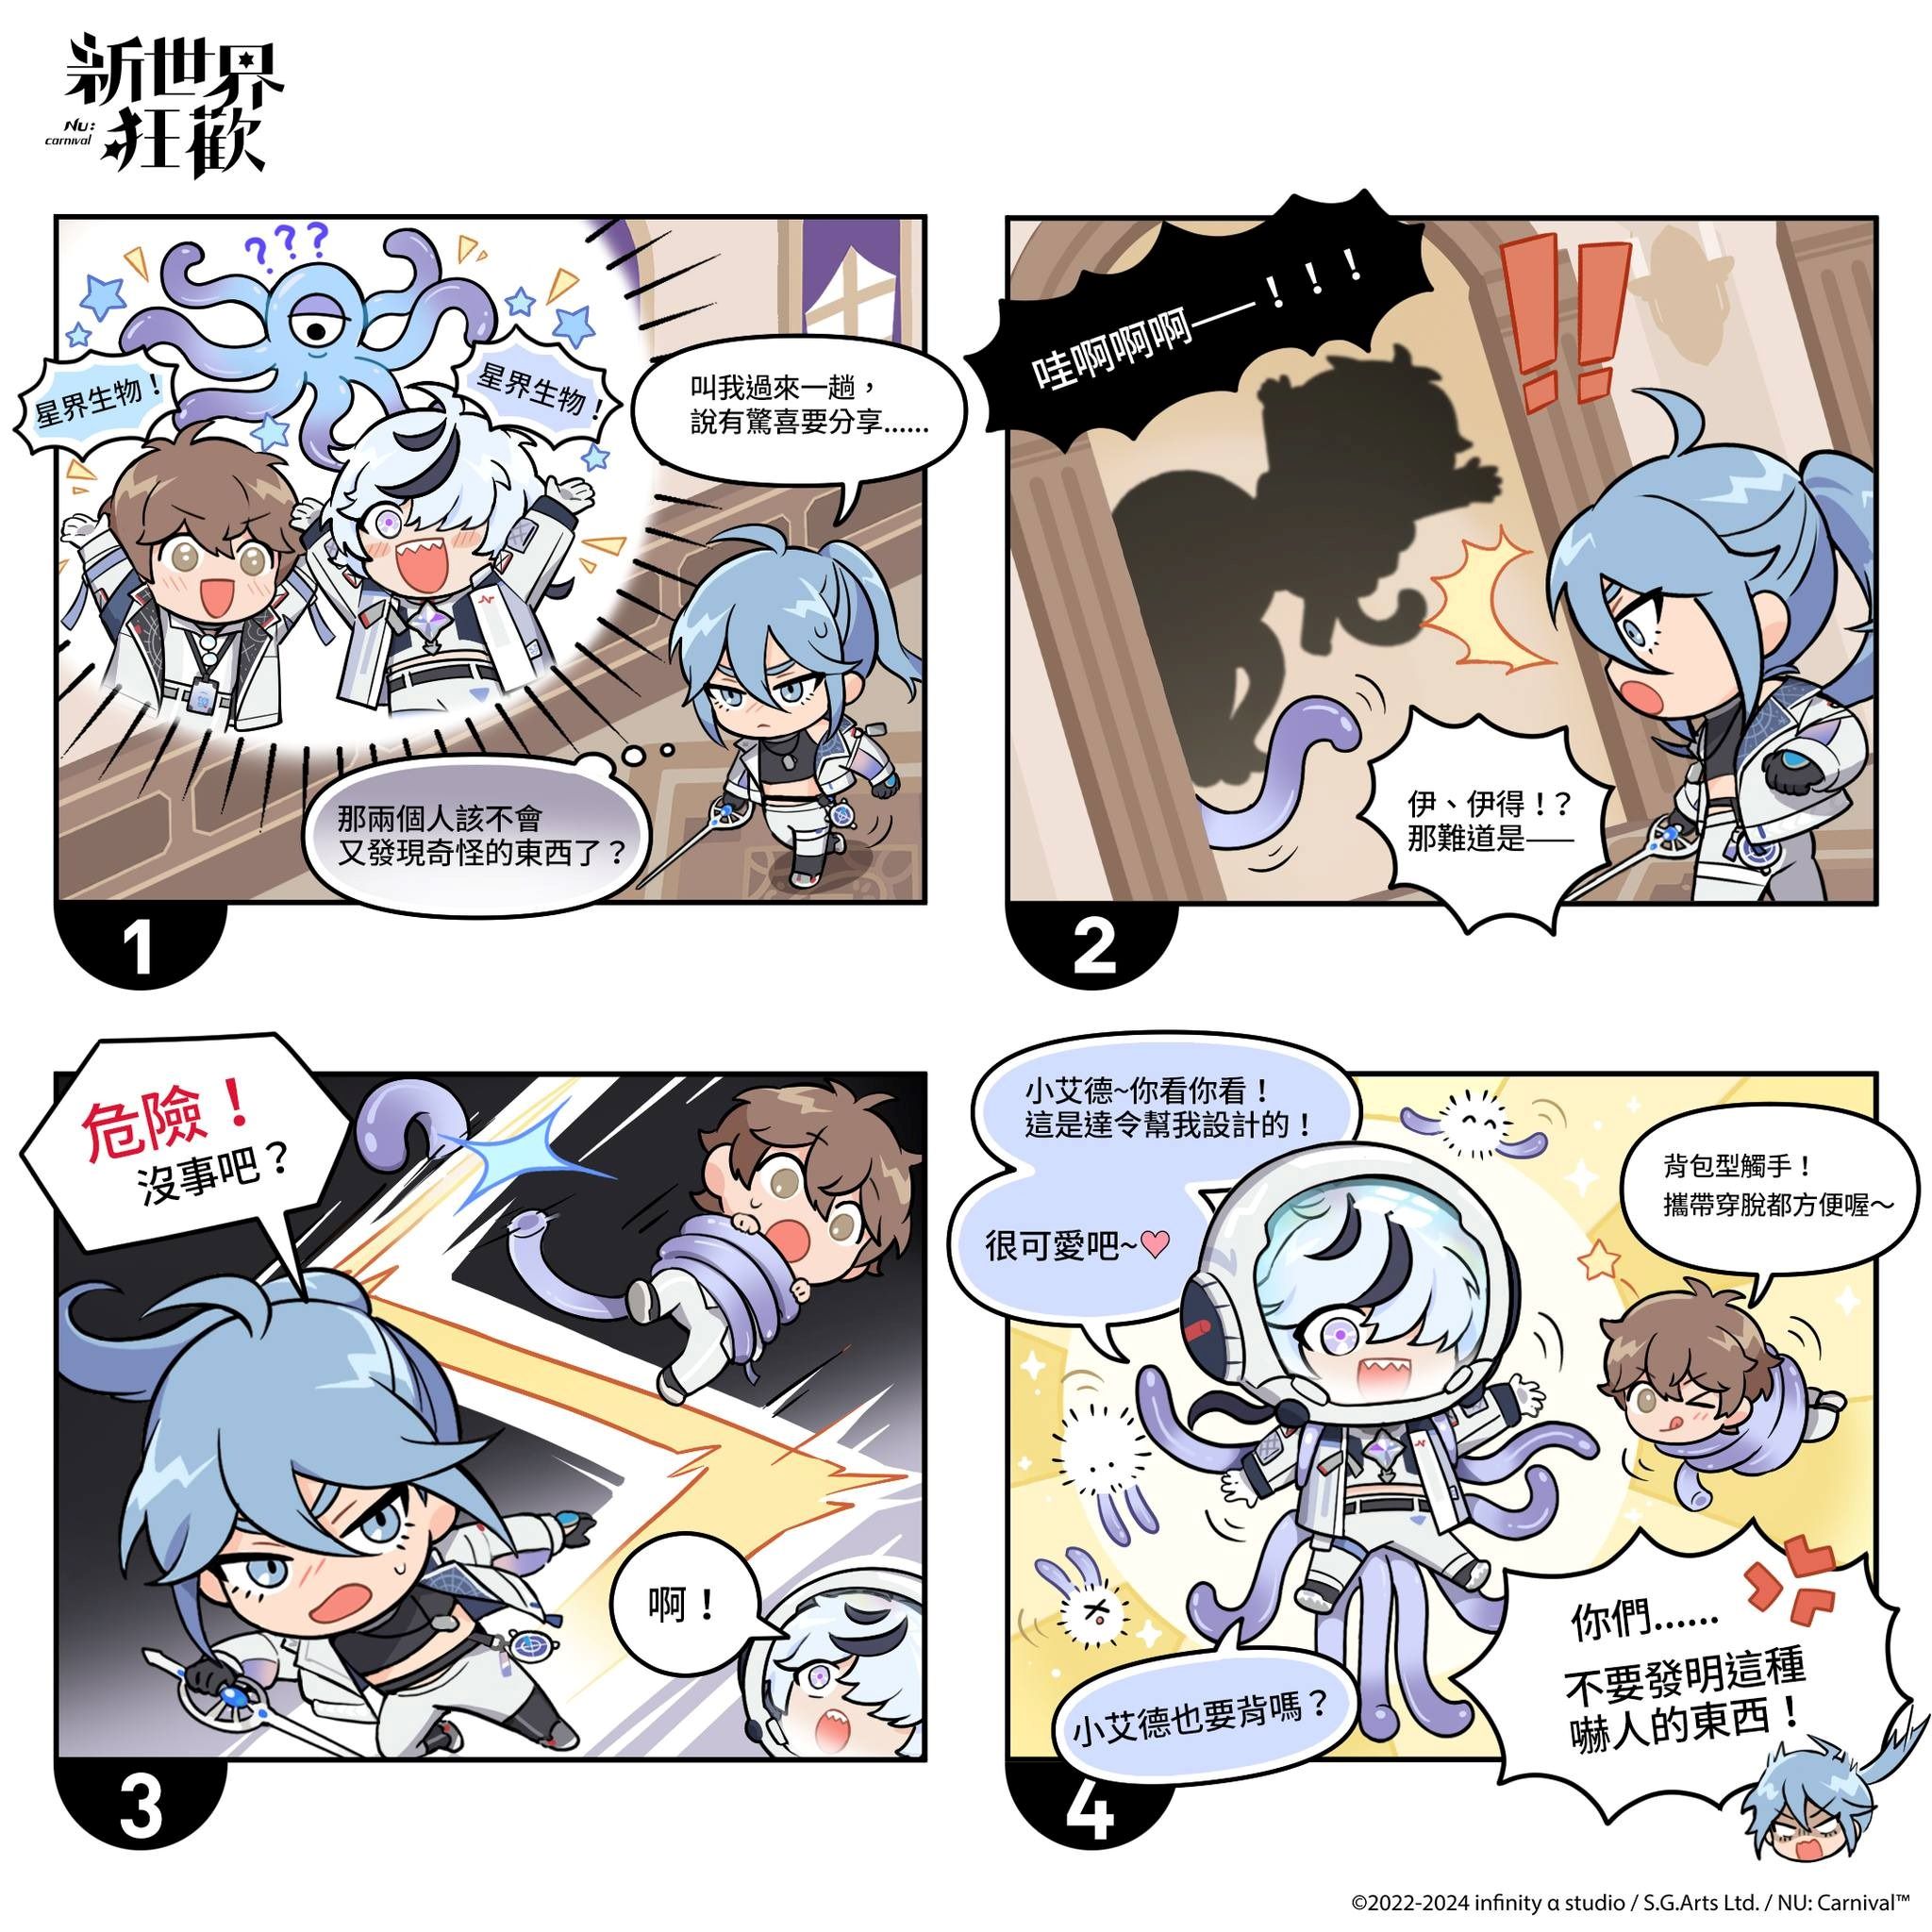 新世界
狂歡
Nu:
carnival
???
星界生物！
星界生物！
叫我過來一趟，
說有驚喜要分享......
那兩個人該不會
又發現奇怪的東西了？
1
哇啊啊啊——！！！
!!
伊、伊得！？
那難道是——
2
危險！
沒事吧？
啊！
3
小艾德~你看你看！
這是達令幫我設計的！
很可愛吧~♥
背包型觸手！
攜帶穿脫都方便喔～
小艾德也要背嗎？
你們......
不要發明這種
嚇人的東西！
4
©2022-2024 infinity α studio / S.G.Arts Ltd. / NU: Carnival™